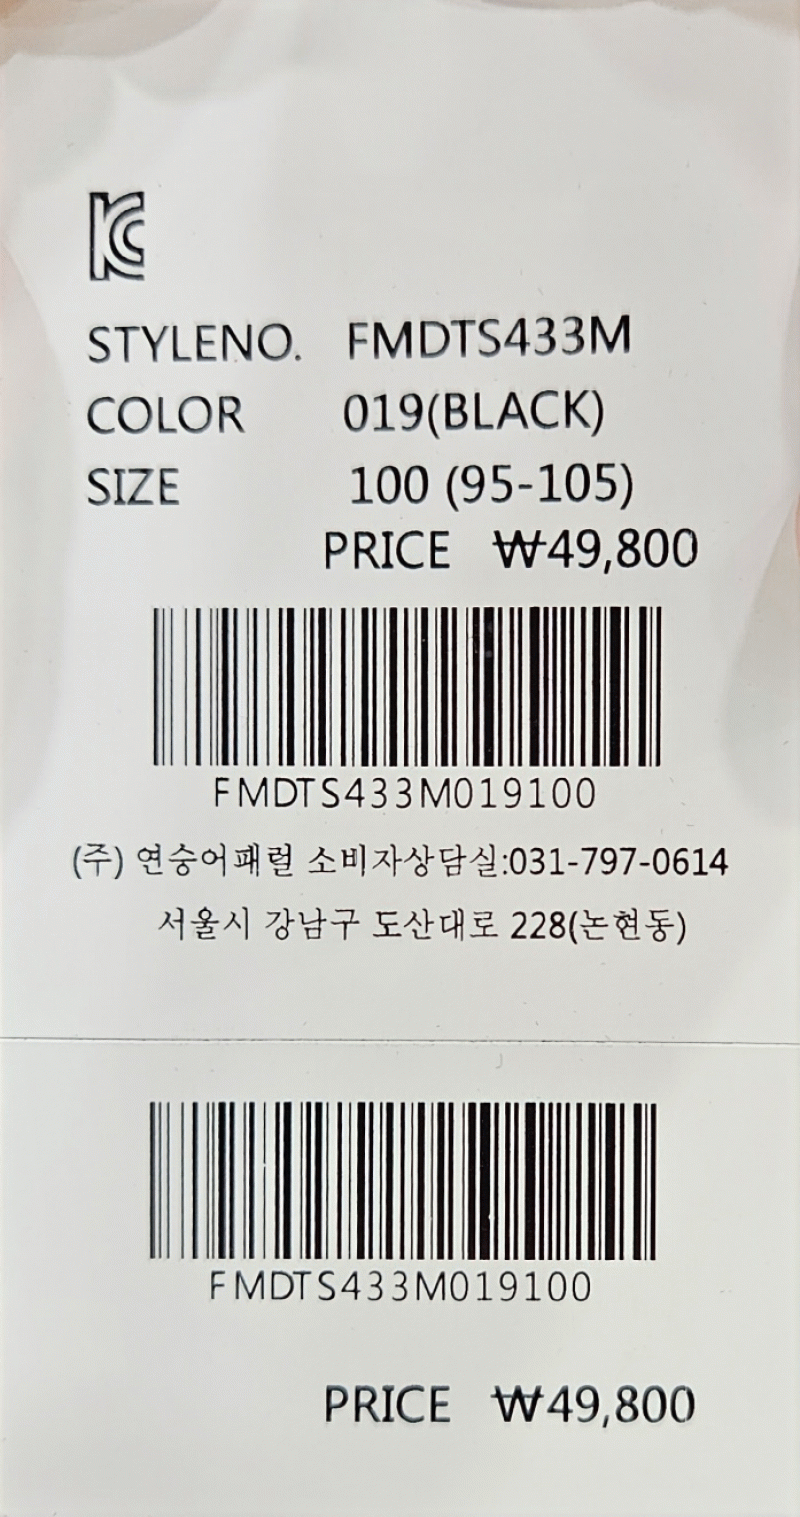 KC
STYLENO. FMDTS433M
COLOR 019(BLACK)
SIZE 100 (95-105)
PRICE ₩49,800
FMDTS433M019100
(주) 연승어패럴 소비자상담실:031-797-0614
서울시 강남구 도산대로 228(논현동)
FMDTS433M019100
PRICE ₩49,800